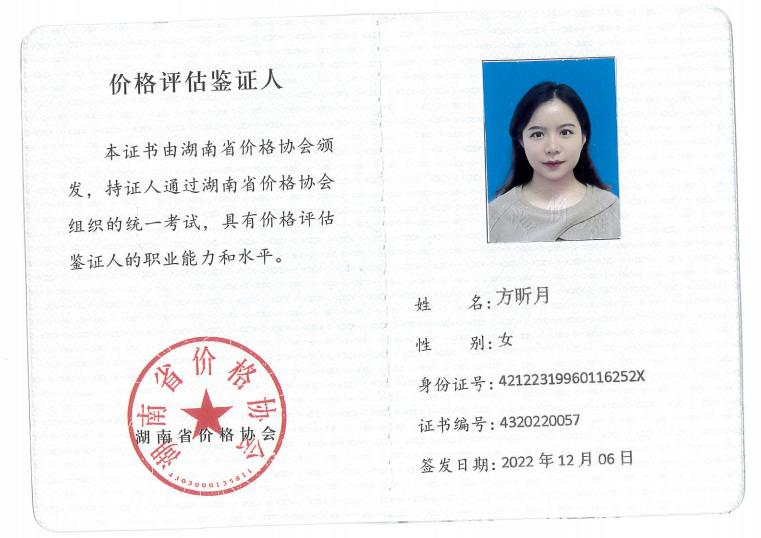 价格评估鉴证人
本证书由湖南省价格协会颁
发，持证人通过湖南省价格协会
组织的统一考试，具有价格评估
鉴证人的职业能力和水平。
湖南省价格协会
湖南省价格协会
4303000135811
姓 名：方昕月
性 别：女
身份证号：42122319960116252X
证书编号：4320220057
签发日期：2022 年 12 月 06 日